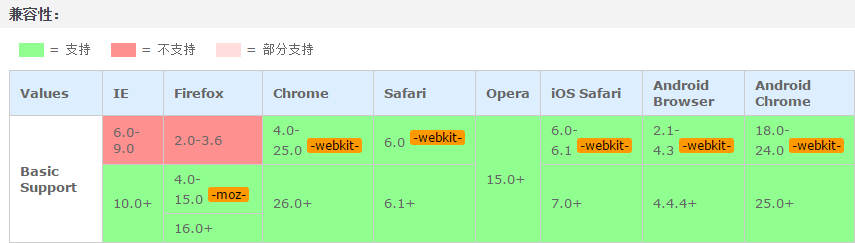 兼容性：
= 支持 = 不支持 = 部分支持
Values IE Firefox Chrome Safari Opera iOS Safari Android Browser Android Chrome
Basic Support
6.0-9.0 2.0-3.6 4.0-25.0 -webkit- 6.0 -webkit- 15.0+ 6.0-6.1 -webkit- 2.1-4.3 -webkit- 18.0-24.0 -webkit-
10.0+ 4.0-15.0 -moz- 26.0+ 6.1+ 7.0+ 4.4.4+ 25.0+
16.0+